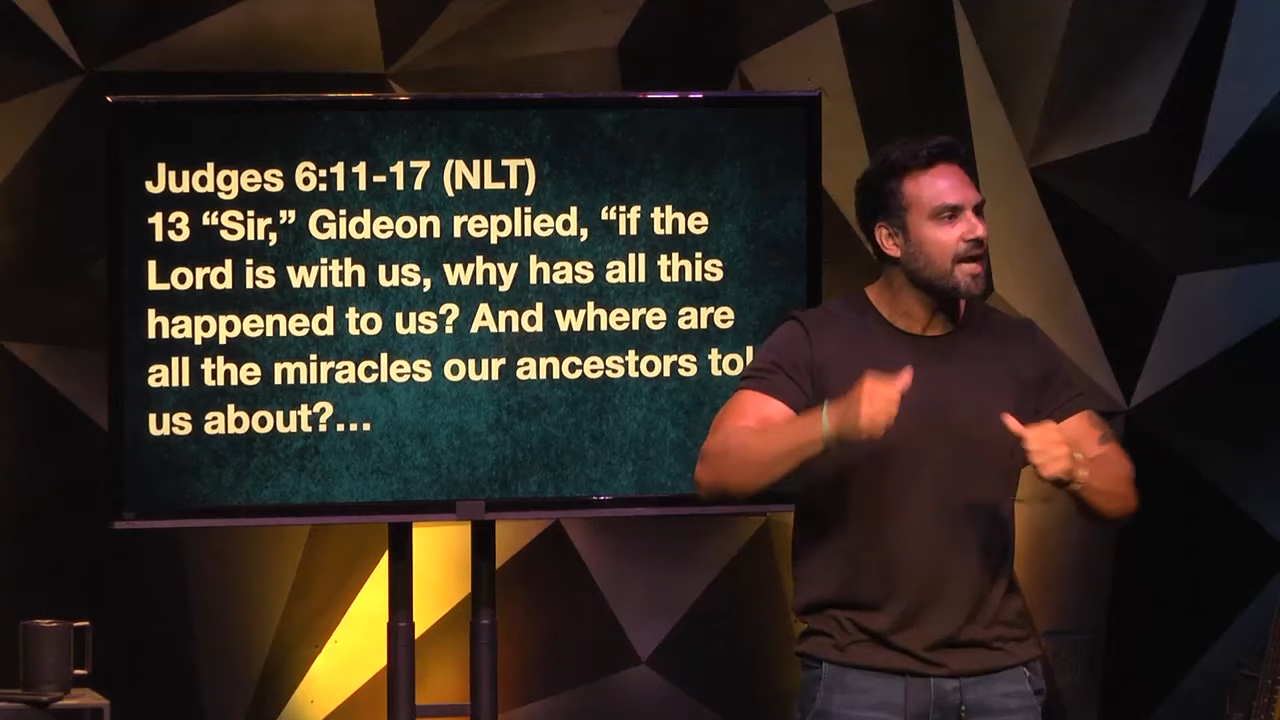 Judges 6:11-17 (NLT)
13 “Sir,” Gideon replied, “if the
Lord is with us, why has all this
happened to us? And where are
all the miracles our ancestors
us about?...